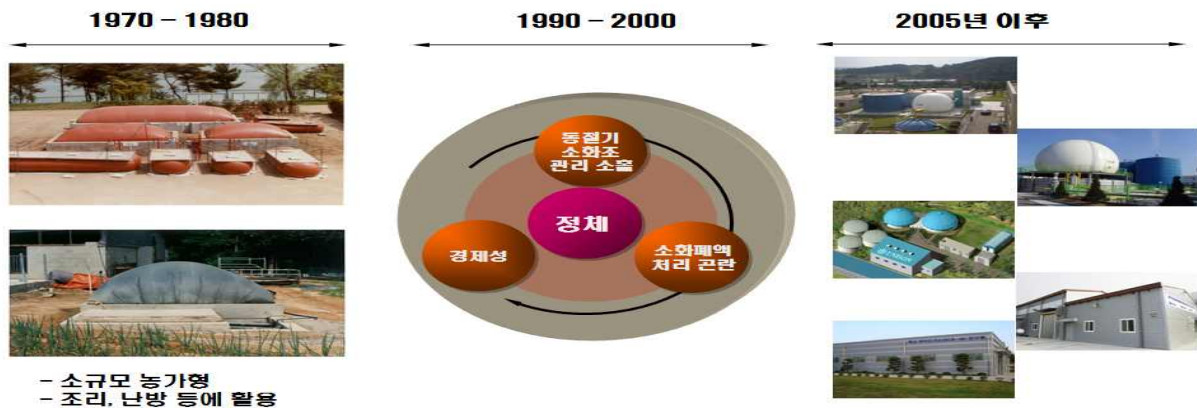 1970 – 1980
1990 – 2000
2005년 이후
동절기
소화조
관리 소홀
정체
경제성
소화폐액
처리 곤란
- 소규모 농가형
- 조리, 난방 등에 활용